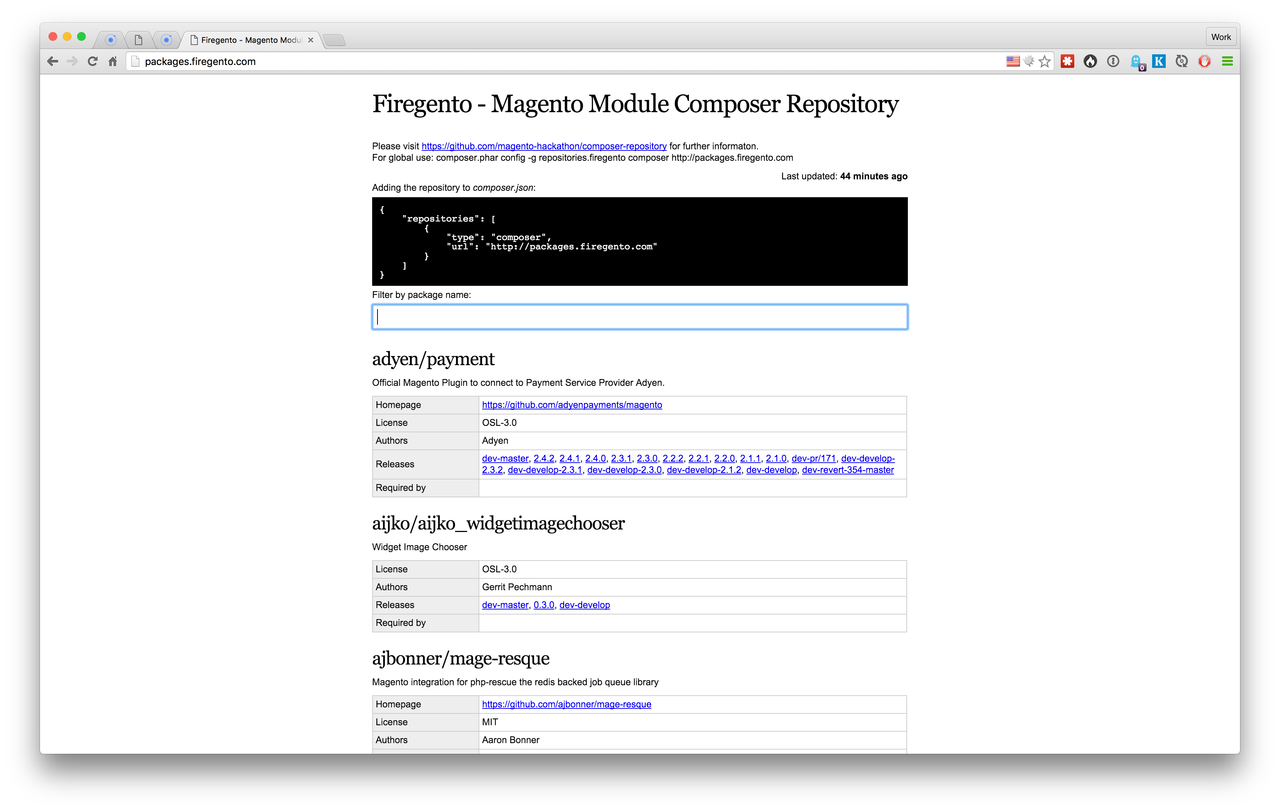 Firegento - Magento Modu
Work
packages.firegento.com
Firegento - Magento Module Composer Repository
Please visit https://github.com/magento-hackathon/composer-repository for further informaton.
For global use: composer.phar config -g repositories.firegento composer http://packages.firegento.com
Last updated: 44 minutes ago
Adding the repository to composer.json:
{
    "repositories": [
        {
            "type": "composer",
            "url": "http://packages.firegento.com"
        }
    ]
}
Filter by package name:
adyen/payment
Official Magento Plugin to connect to Payment Service Provider Adyen.
Homepage https://github.com/adyenpayments/magento
License OSL-3.0
Authors Adyen
Releases dev-master, 2.4.2, 2.4.1, 2.4.0, 2.3.1, 2.3.0, 2.2.2, 2.2.1, 2.2.0, 2.1.1, 2.1.0, dev-pr/171, dev-develop-
2.3.2, dev-develop-2.3.1, dev-develop-2.3.0, dev-develop-2.1.2, dev-develop, dev-revert-354-master
Required by
aijko/aijko_widgetimagechooser
Widget Image Chooser
License OSL-3.0
Authors Gerrit Pechmann
Releases dev-master, 0.3.0, dev-develop
Required by
ajbonner/mage-resque
Magento integration for php-rescue the redis backed job queue library
Homepage https://github.com/ajbonner/mage-resque
License MIT
Authors Aaron Bonner